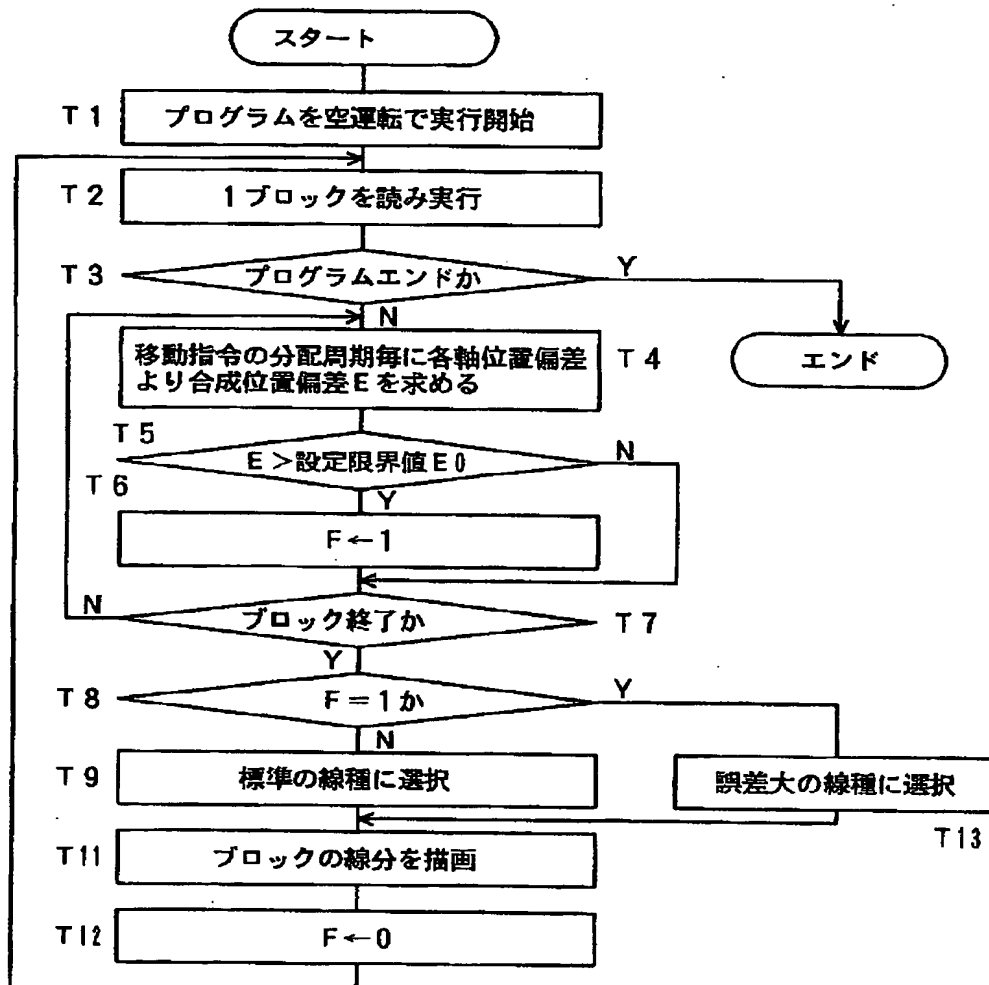 スタート
T1
プログラムを空運転で実行開始
T2
1ブロックを読み実行
T3
プログラムエンドか
Y
N
エンド
移動指令の分配周期毎に各軸位置偏差
より合成位置偏差Eを求める
T4
T5
E>設定限界値E0
N
T6
Y
F←1
N
ブロック終了か
T7
Y
T8
F=1か
Y
N
T9
標準の線種に選択
誤差大の線種に選択
T13
T11
ブロックの線分を描画
T12
F←0